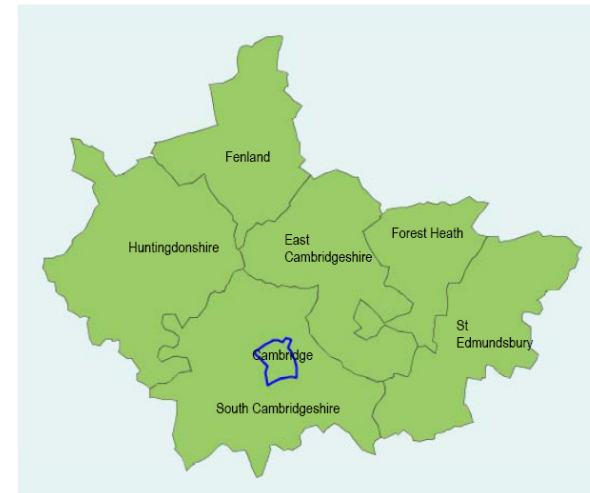 Fenland
Forest Heath
East
Cambridgeshire
Huntingdonshire
St
Edmundsbury
Cambridge
South Cambridgeshire